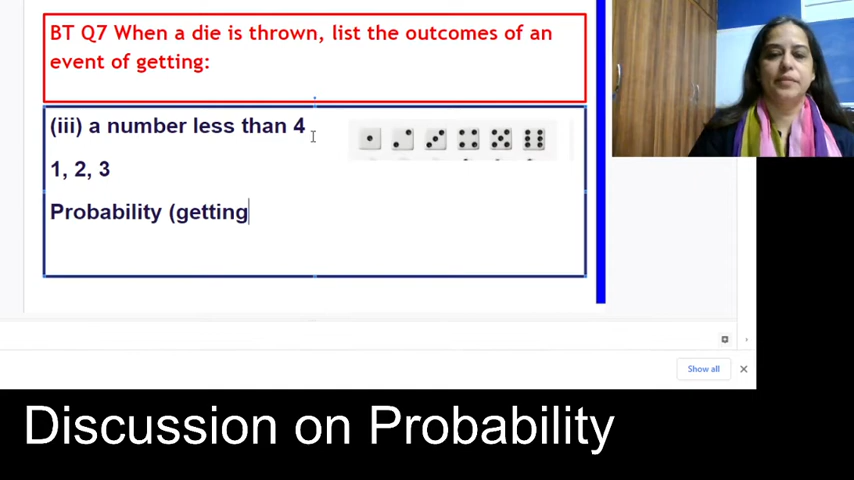 BT Q7 When a die is thrown, list the outcomes of an
event of getting:
(iii) a number less than 4
1, 2, 3
Probability (getting
Show all
Discussion on Probability